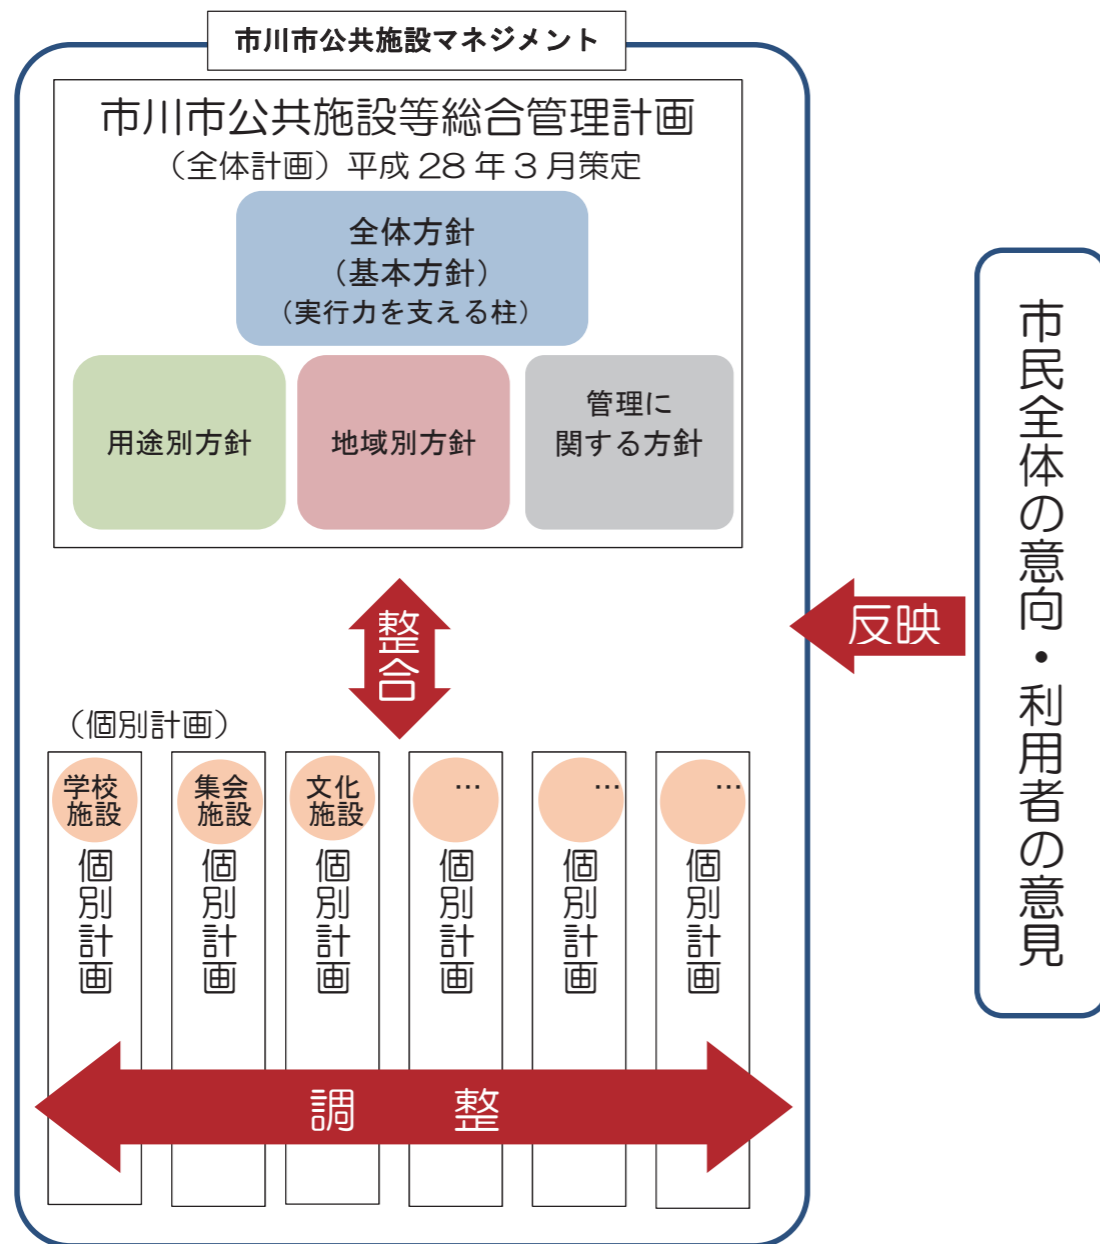 市川市公共施設マネジメント
市川市公共施設等総合管理計画
（全体計画）平成 28 年 3 月策定
全体方針
（基本方針）
（実行力を支える柱）
用途別方針
地域別方針
管理に
関する方針
整合
反映
市民全体の意向・利用者の意見
（個別計画）
学校
施設
個別計画
集会
施設
個別計画
文化
施設
個別計画
…
個別計画
…
個別計画
…
個別計画
調　整